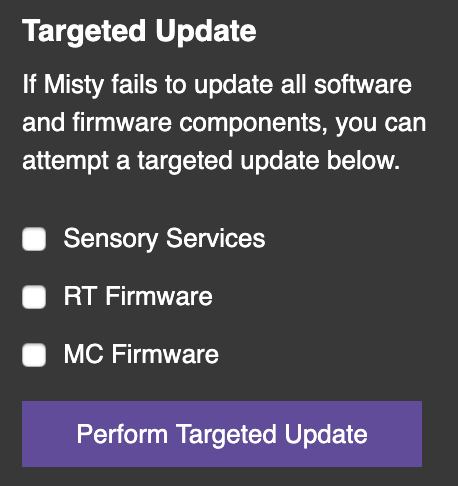 Targeted Update
If Misty fails to update all software
and firmware components, you can
attempt a targeted update below.
Sensory Services
RT Firmware
MC Firmware
Perform Targeted Update